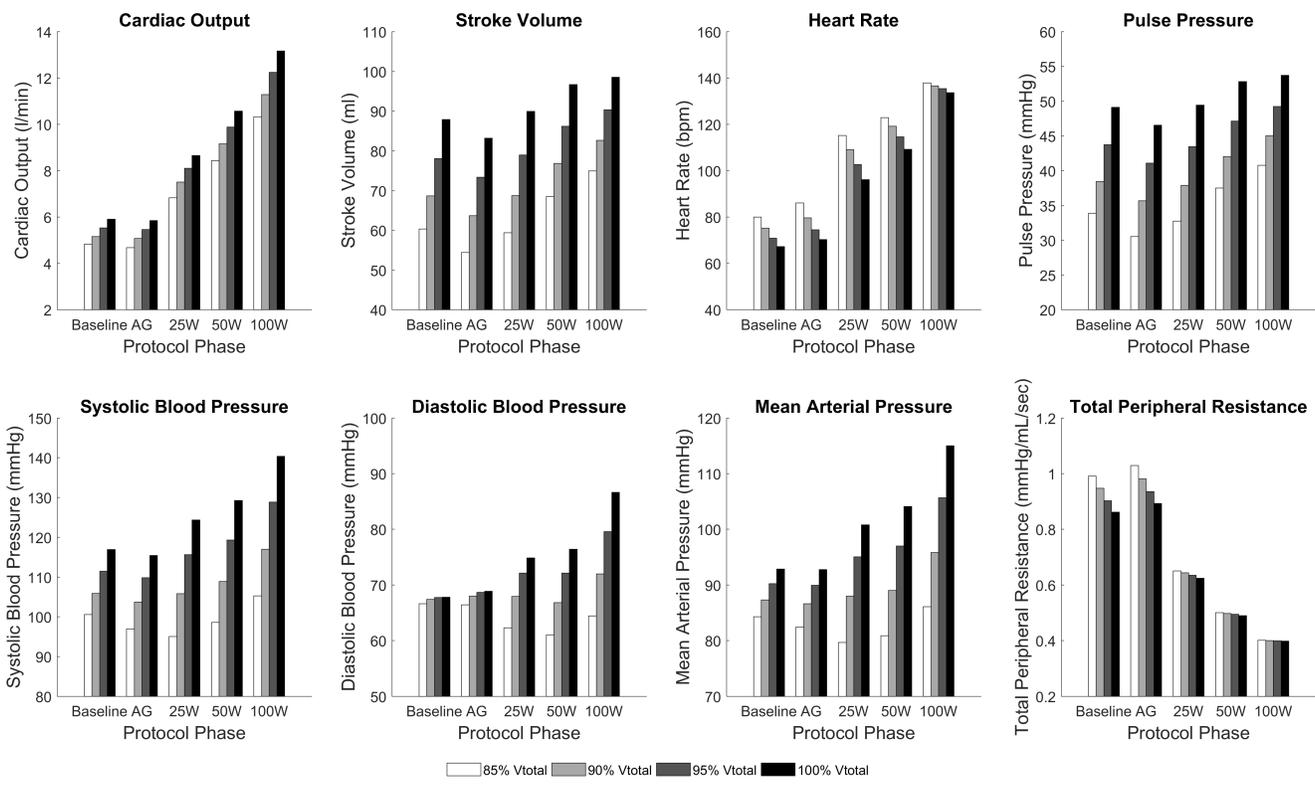 Cardiac Output
Cardiac Output (l/min)
14
12
10
8
6
4
2
Baseline AG 25W 50W 100W
Protocol Phase
Stroke Volume
Stroke Volume (ml)
110
100
90
80
70
60
50
40
Baseline AG 25W 50W 100W
Protocol Phase
Heart Rate
Heart Rate (bpm)
160
140
120
100
80
60
40
Baseline AG 25W 50W 100W
Protocol Phase
Pulse Pressure
Pulse Pressure (mmHg)
60
55
50
45
40
35
30
25
20
Baseline AG 25W 50W 100W
Protocol Phase
Systolic Blood Pressure
Systolic Blood Pressure (mmHg)
150
140
130
120
110
100
90
80
Baseline AG 25W 50W 100W
Protocol Phase
Diastolic Blood Pressure
Diastolic Blood Pressure (mmHg)
100
90
80
70
60
50
Baseline AG 25W 50W 100W
Protocol Phase
Mean Arterial Pressure
Mean Arterial Pressure (mmHg)
120
110
100
90
80
70
Baseline AG 25W 50W 100W
Protocol Phase
Total Peripheral Resistance
Total Peripheral Resistance (mmHg/mL/sec)
1.2
1
0.8
0.6
0.4
0.2
Baseline AG 25W 50W 100W
Protocol Phase
85% Vtotal 90% Vtotal 95% Vtotal 100% Vtotal